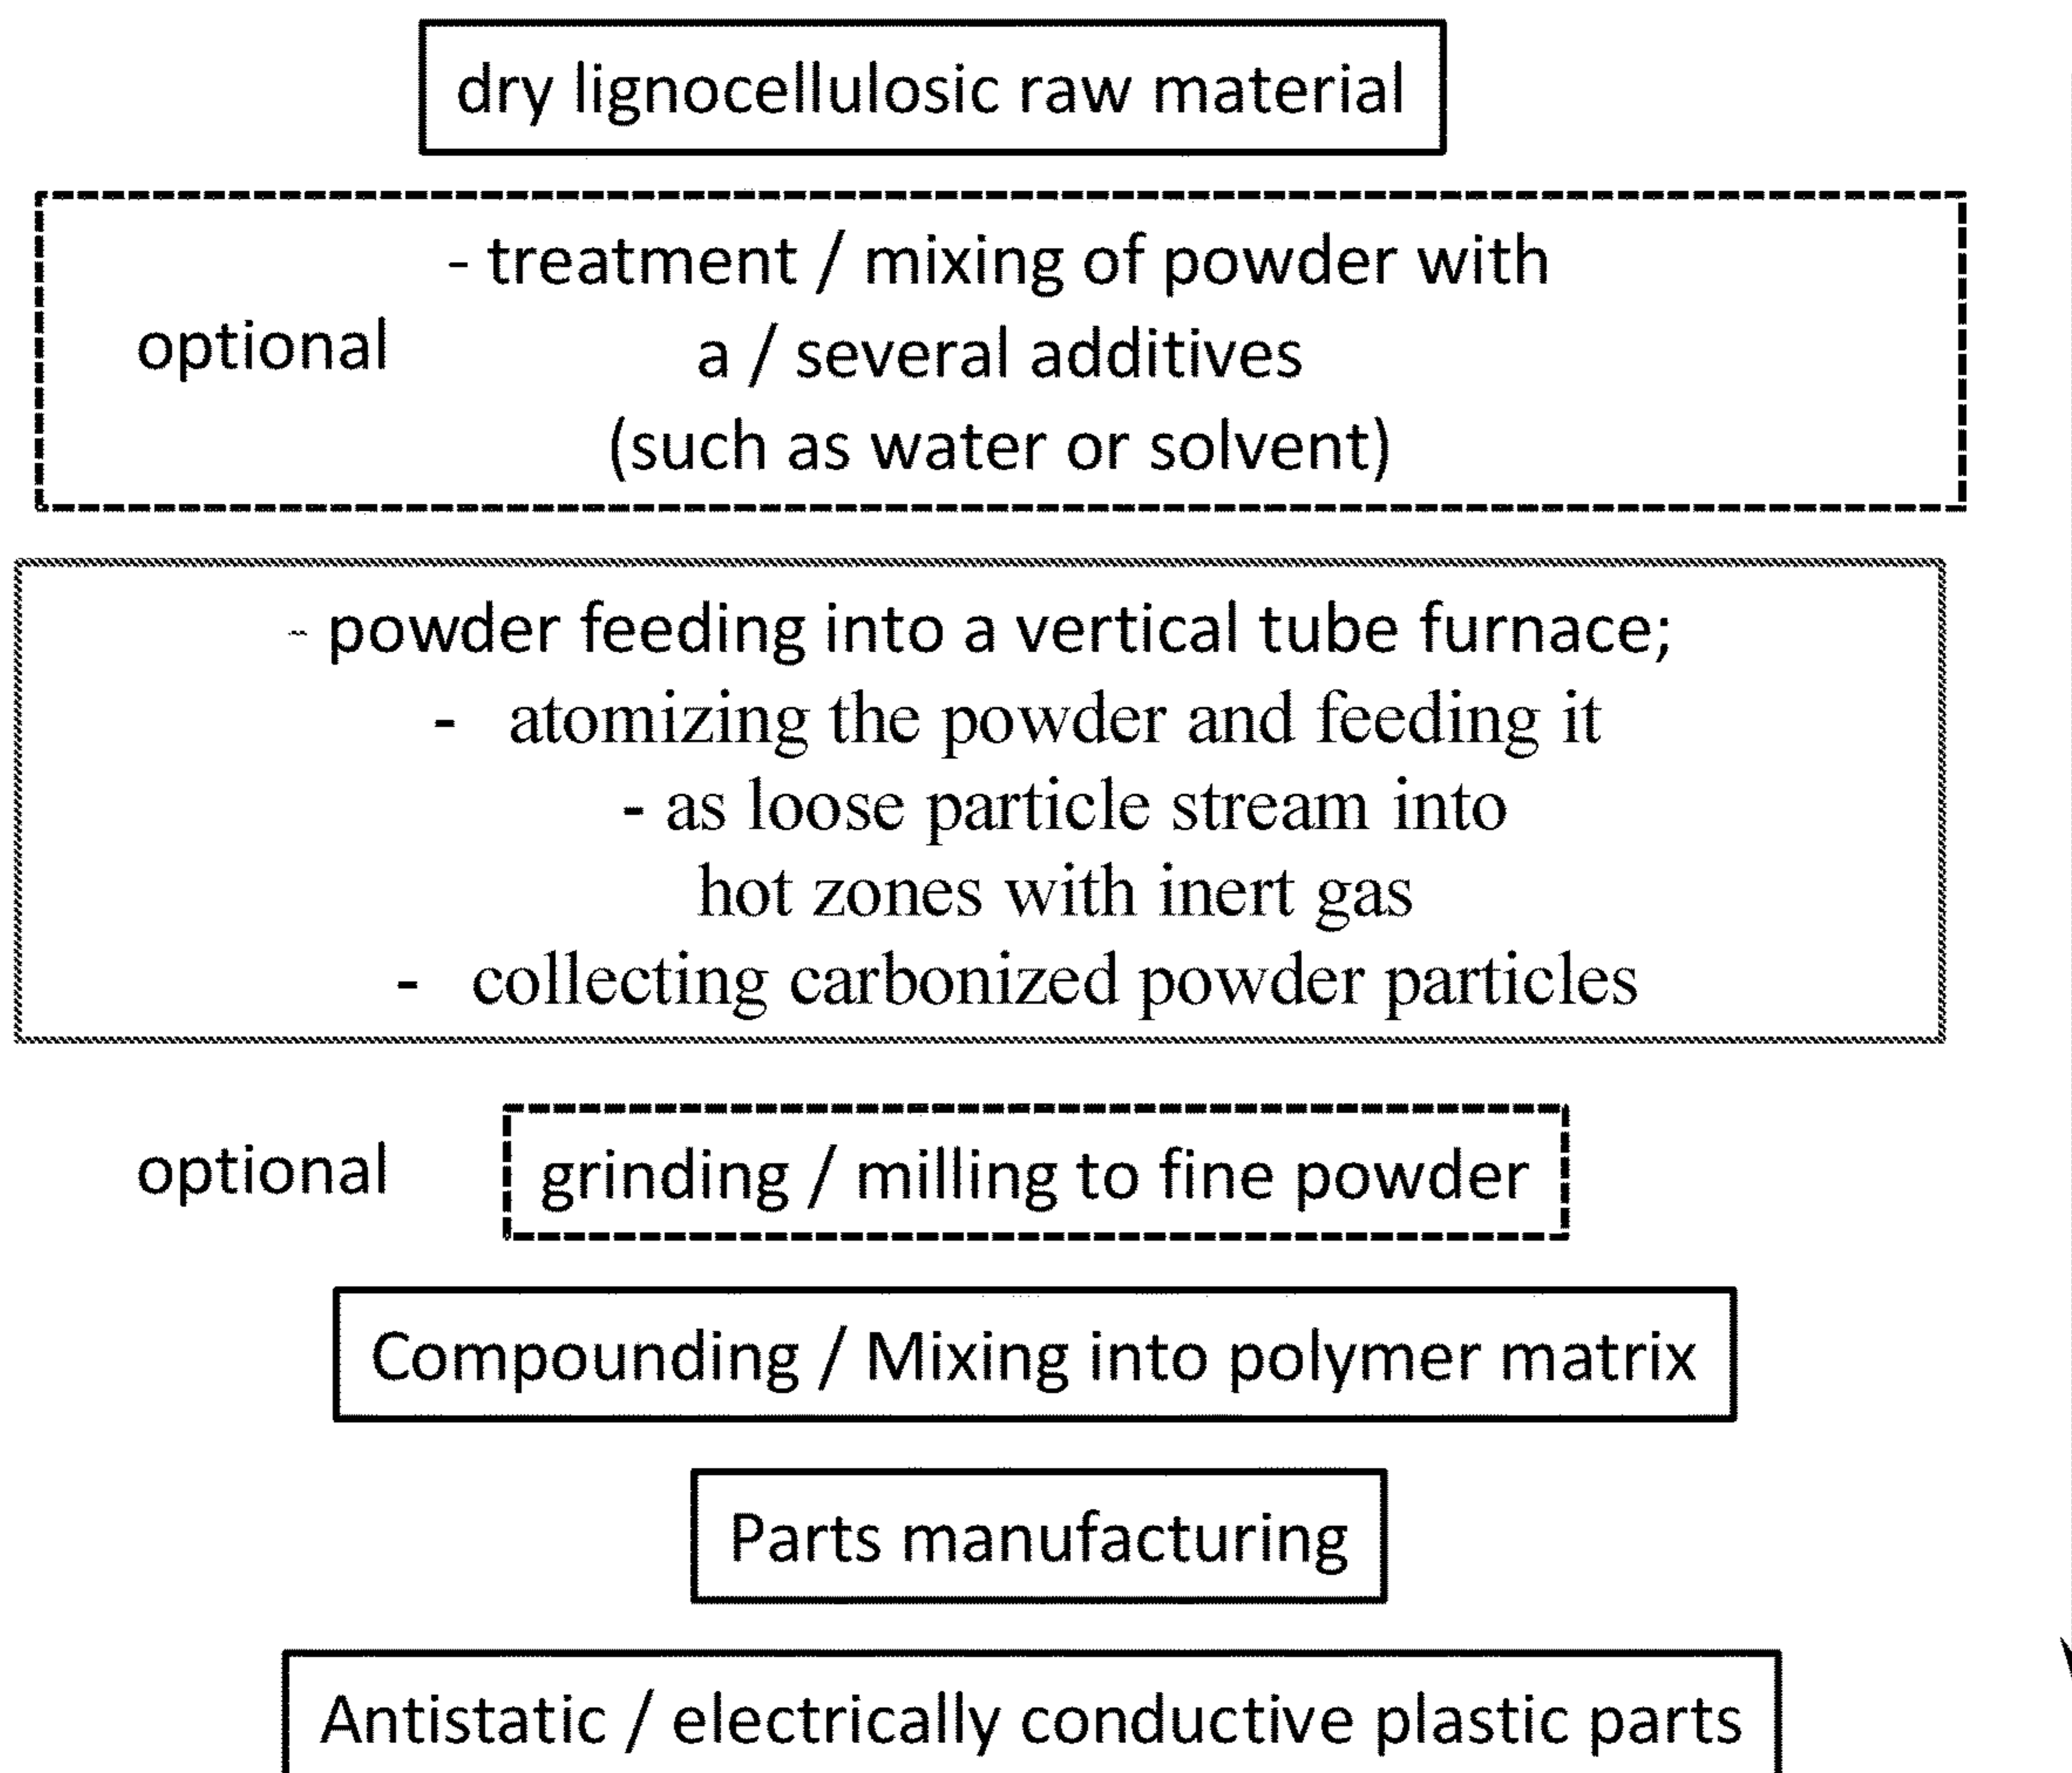 dry lignocellulosic raw material
- treatment / mixing of powder with
optional
a / several additives
(such as water or solvent)
- powder feeding into a vertical tube furnace;
- atomizing the powder and feeding it
- as loose particle stream into
hot zones with inert gas
- collecting carbonized powder particles
optional
grinding / milling to fine powder
Compounding / Mixing into polymer matrix
Parts manufacturing
Antistatic / electrically conductive plastic parts